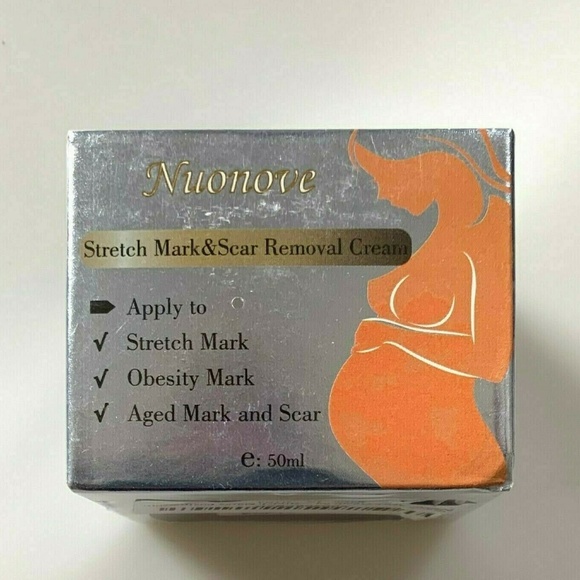 Nuonove
Stretch Mark&Scar Removal Cream
Apply to
√ Stretch Mark
√ Obesity Mark
√ Aged Mark and Scar
e: 50ml